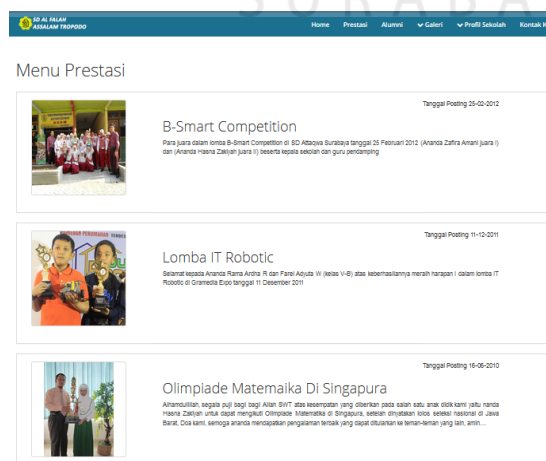 SURABA
SD AL FALAH
ASSALAM TROPODO
Home Prestasi Alumni Galeri Profil Sekolah Kontak K
Menu Prestasi
Tanggal Posting 25-02-2012
B-Smart Competition
Para juara dalam lomba B-Smart Competition di SD Attaqwa Surabaya tanggal 25 Februari 2012 (Ananda Zafira Amani juara I)
dan (Ananda Hasna Zakiyah juara II) beserta kepala sekolah dan guru pendamping
Tanggal Posting 11-12-2011
Lomba IT Robotic
Selamat kepada Ananda Rama Ardha R dan Farel Adjuta W (kelas V-B) atas keberhasilannya meraih harapan I dalam lomba IT
Robotic di Gramedia Expo tanggal 11 Desember 2011
Tanggal Posting 16-06-2010
Olimpiade Matemaika Di Singapura
Alhamdulillah, segala puji bagi bagi Allah SWT atas kesempatan yang diberikan pada salah satu anak didik kami yaitu nanda
Hasna Zakiyah untuk dapat mengikuti Olimpiade Matematika di Singapura, setelah dinyatakan lolos seleksi nasional di Jawa
Barat, Doa kami, semoga ananda mendapatkan pengalaman terbaik yang dapat ditularkan ke teman-teman yang lain, amin....